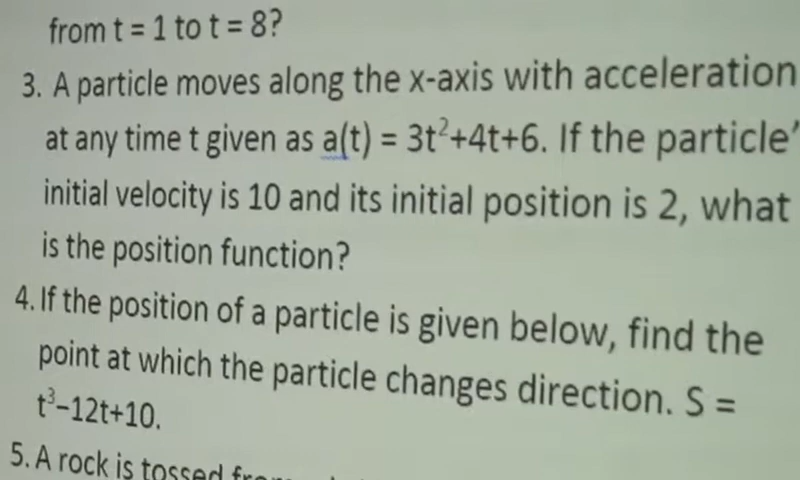 from t = 1 to t = 8?
3. A particle moves along the x-axis with acceleration
at any time t given as a(t) = 3t²+4t+6. If the particle'
initial velocity is 10 and its initial position is 2, what
is the position function?
4. If the position of a particle is given below, find the
point at which the particle changes direction. S =
t³-12t+10.
5. A rock is tossed